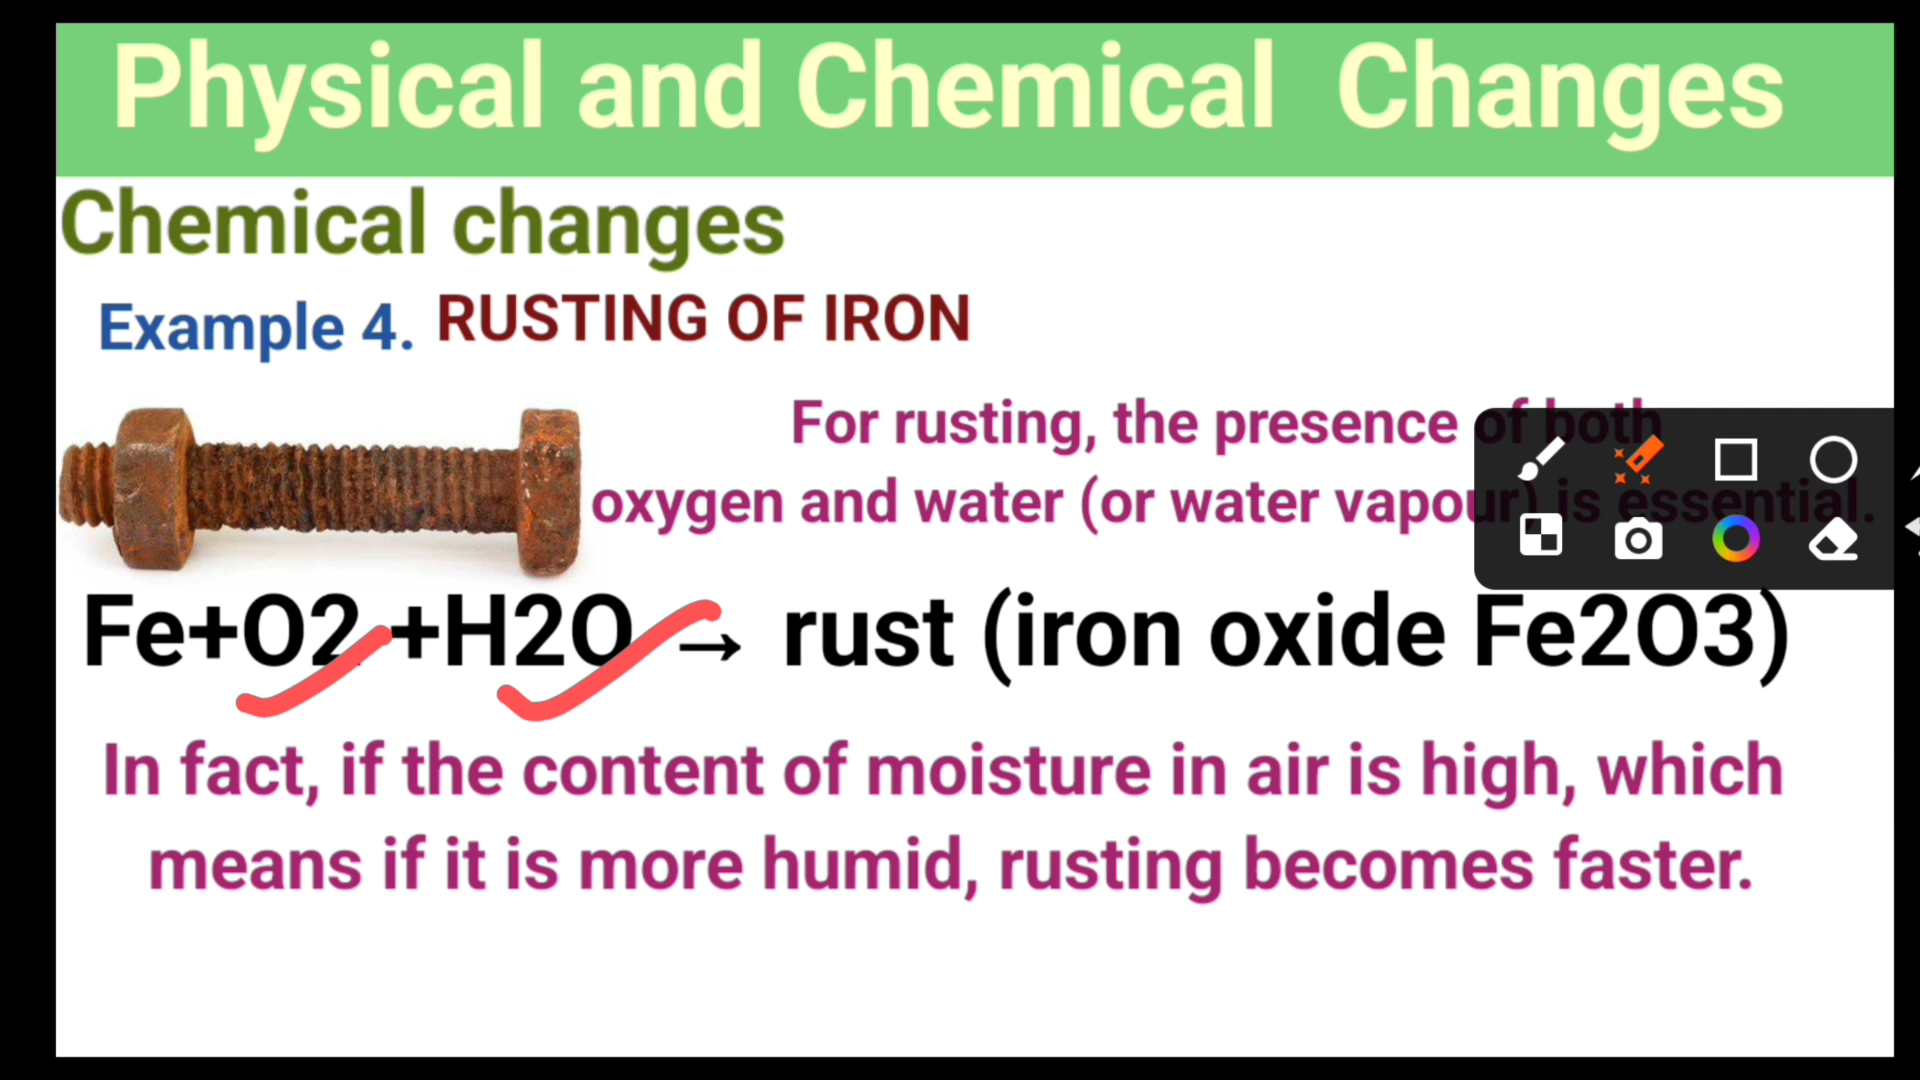 Physical and Chemical Changes
Chemical changes
Example 4. RUSTING OF IRON
For rusting, the presence of both
oxygen and water (or water vapour) is essential.
Fe+O2 +H2O → rust (iron oxide Fe2O3)
In fact, if the content of moisture in air is high, which
means if it is more humid, rusting becomes faster.